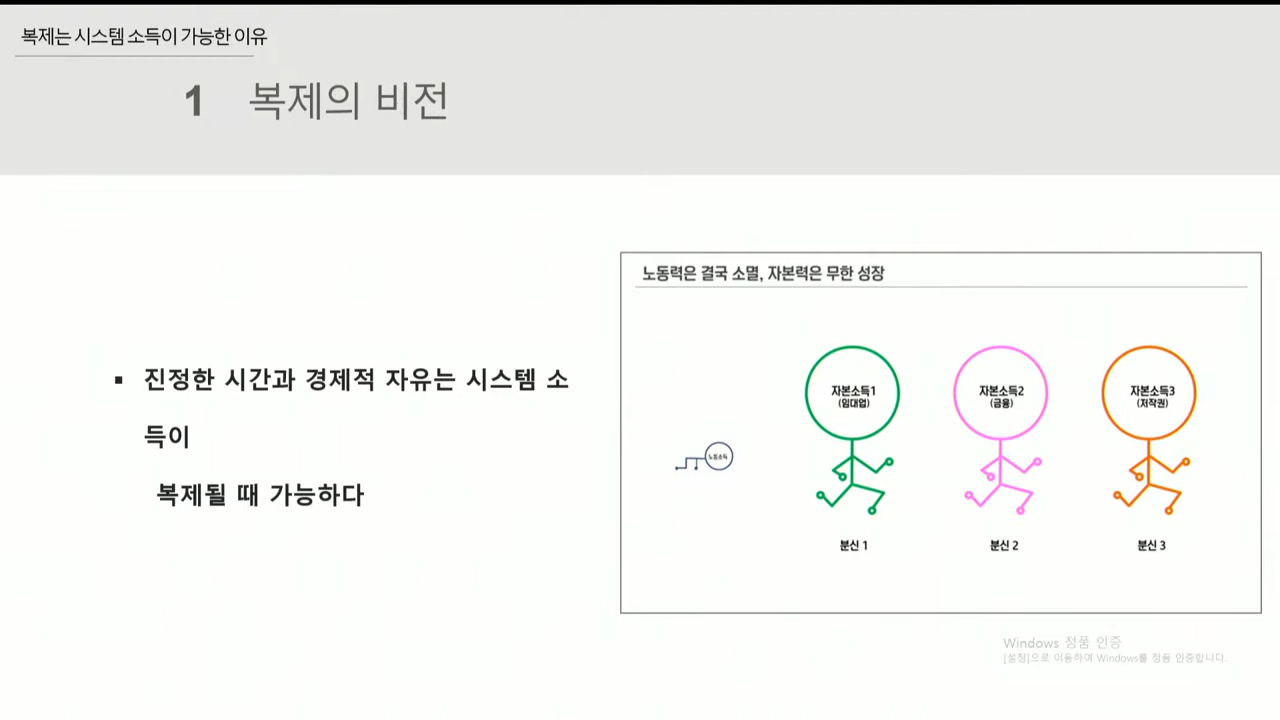 복제는 시스템 소득이 가능한 이유
1 복제의 비전
▪ 진정한 시간과 경제적 자유는 시스템 소
득이
복제될 때 가능하다
노동력은 결국 소멸, 자본력은 무한 성장
노동소득
자본소득1
(임대업)
자본소득2
(금융)
자본소득3
(저작권)
분신 1
분신 2
분신 3
Windows 정품 인증
[설정]으로 이동하여 Windows를 정품 인증합니다.